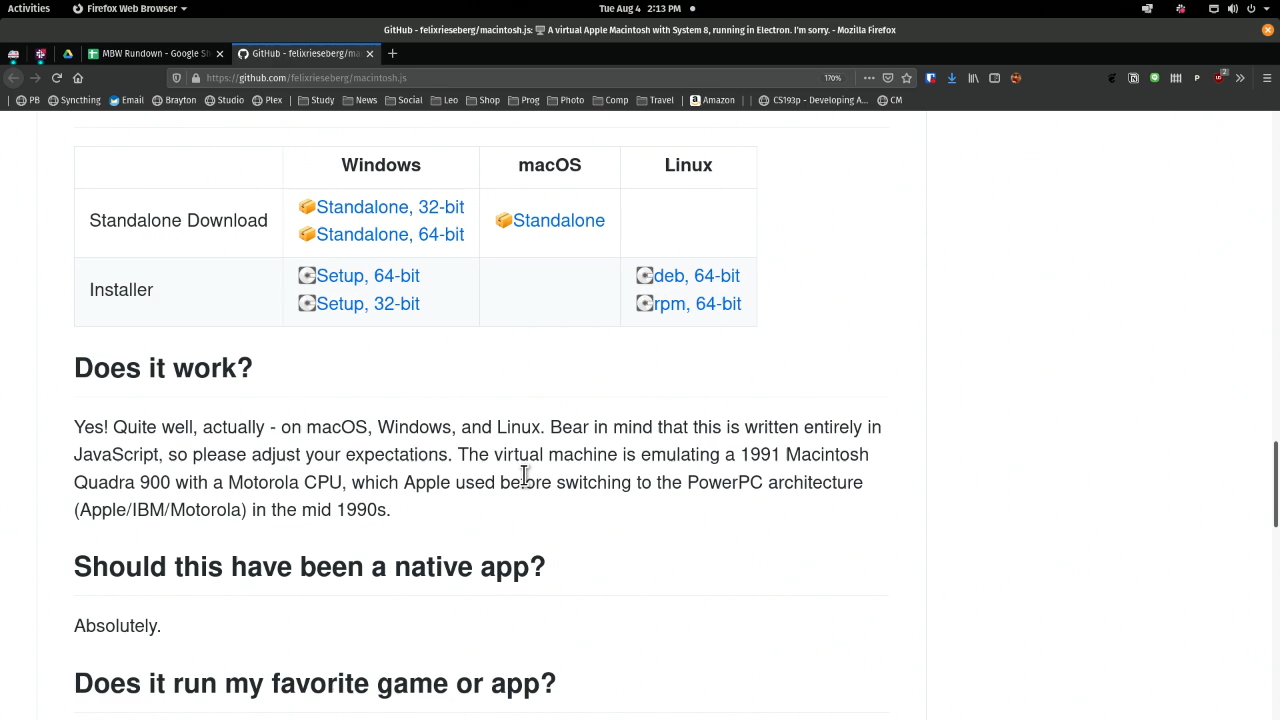 Activities
Firefox Web Browser
Tue Aug 4 2:13 PM
GitHub - felixrieseberg/macintosh.js: 🖥 A virtual Apple Macintosh with System 8, running in Electron. I'm sorry. - Mozilla Firefox
MBW Rundown - Google Sh
GitHub - felixrieseberg/ma
https://github.com/felixrieseberg/macintosh.js
170%
PB Syncthing Email Brayton Studio Plex Study News Social Leo Shop Prog Photo Comp Travel Amazon CS193p - Developing A... CM
Windows macOS Linux
Standalone Download
📦Standalone, 32-bit
📦Standalone, 64-bit
📦Standalone
Installer
💽Setup, 64-bit
💽Setup, 32-bit
💽deb, 64-bit
💽rpm, 64-bit
Does it work?
Yes! Quite well, actually - on macOS, Windows, and Linux. Bear in mind that this is written entirely in
JavaScript, so please adjust your expectations. The virtual machine is emulating a 1991 Macintosh
Quadra 900 with a Motorola CPU, which Apple used before switching to the PowerPC architecture
(Apple/IBM/Motorola) in the mid 1990s.
Should this have been a native app?
Absolutely.
Does it run my favorite game or app?